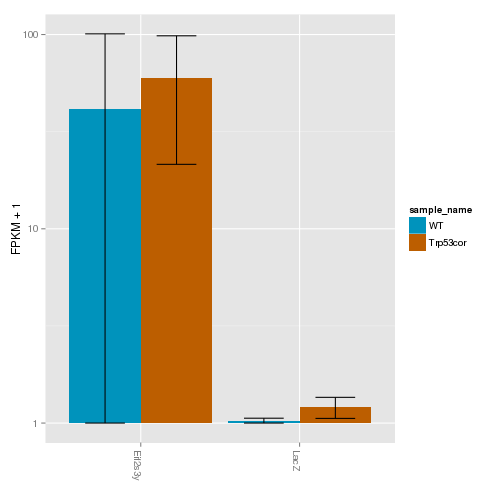 FPKM + 1
100
10
1
Eif2s3y
LacZ
sample_name
WT
Trp53cor